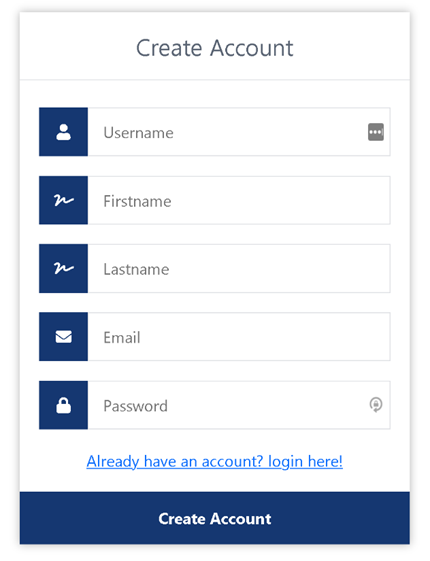 Create Account
Username
Firstname
Lastname
Email
Password
Already have an account? login here!
Create Account